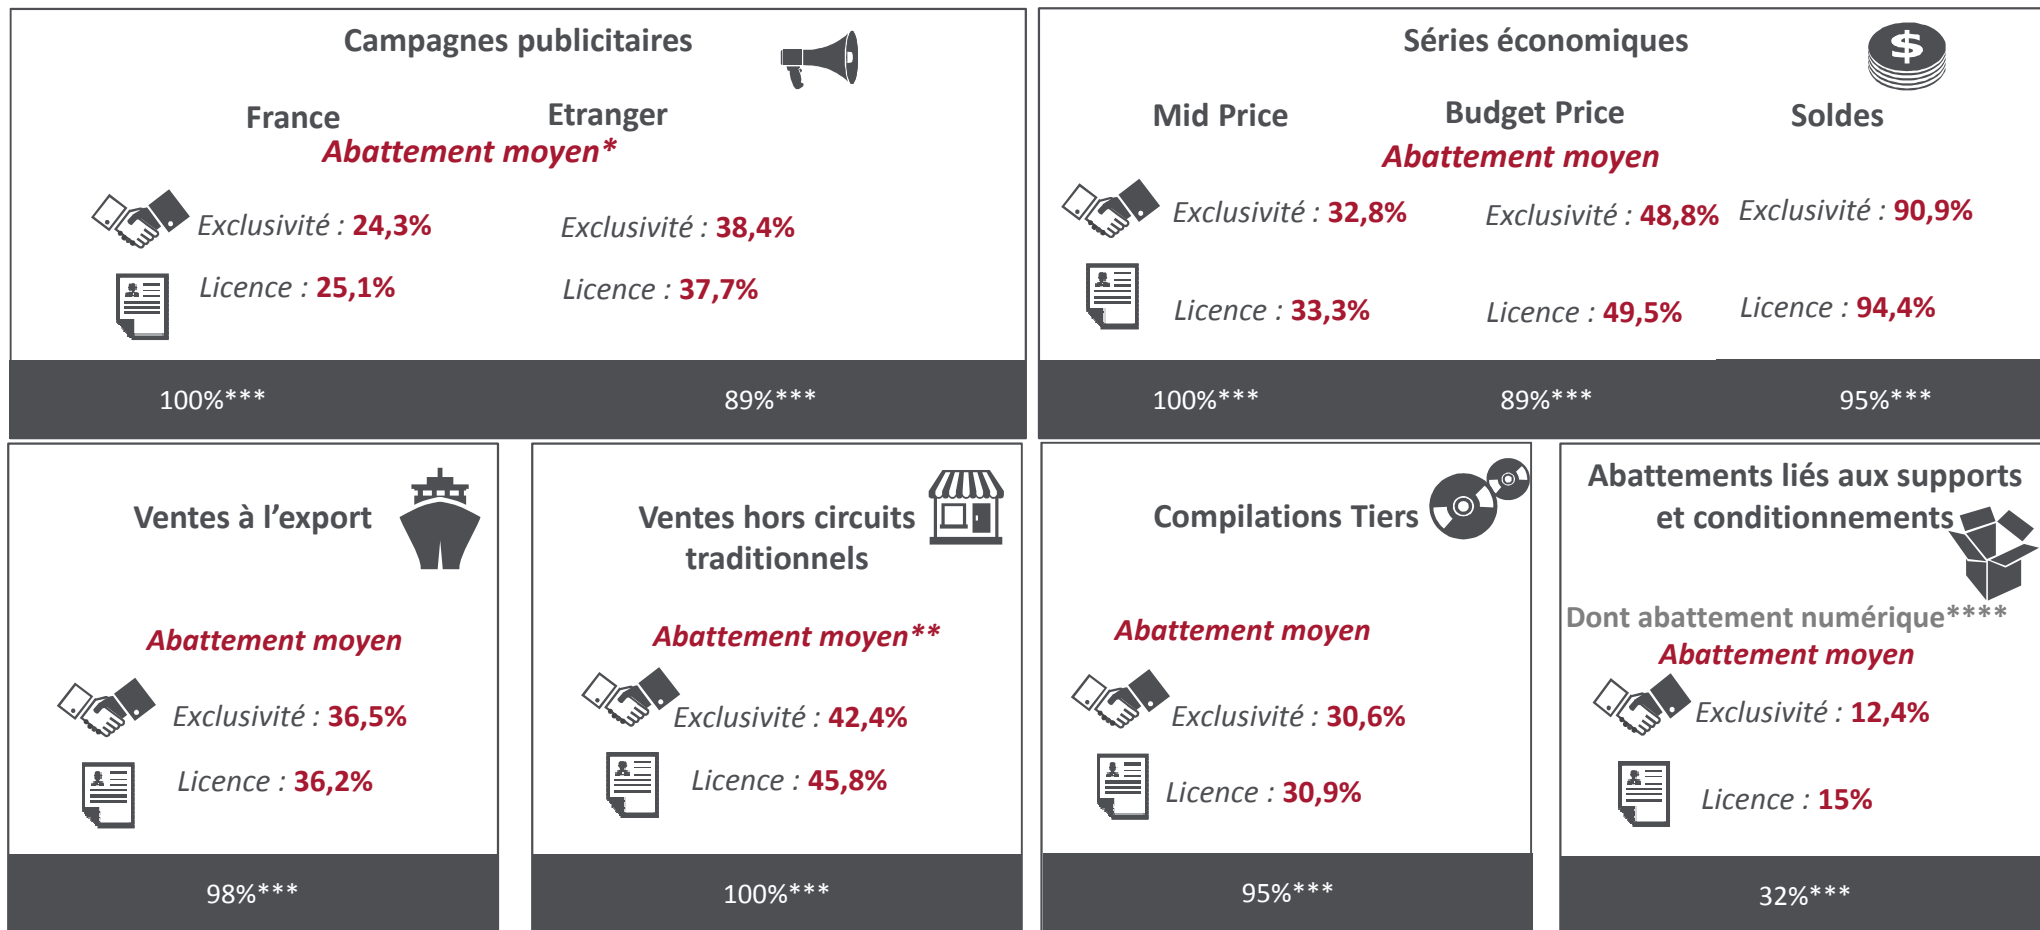 Campagnes publicitaires
France Etranger
Abattement moyen*
Exclusivité : 24,3% Exclusivité : 38,4%
Licence : 25,1% Licence : 37,7%
100%*** 89%***
Séries économiques
$
Mid Price Budget Price Soldes
Abattement moyen
Exclusivité : 32,8% Exclusivité : 48,8% Exclusivité : 90,9%
Licence : 33,3% Licence : 49,5% Licence : 94,4%
100%*** 89%*** 95%***
Ventes à l’export
Abattement moyen
Exclusivité : 36,5%
Licence : 36,2%
98%***
Ventes hors circuits
traditionnels
Abattement moyen**
Exclusivité : 42,4%
Licence : 45,8%
100%***
Compilations Tiers
Abattement moyen
Exclusivité : 30,6%
Licence : 30,9%
95%***
Abattements liés aux supports
et conditionnements
Dont abattement numérique****
Abattement moyen
Exclusivité : 12,4%
Licence : 15%
32%***